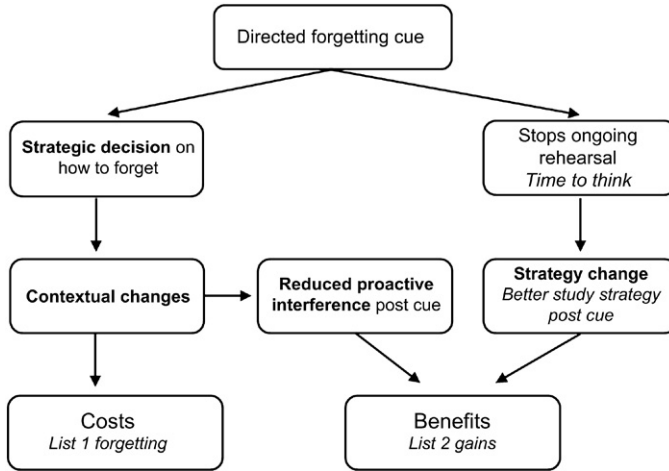 Directed forgetting cue
Strategic decision on
how to forget
Stops ongoing
rehearsal
Time to think
Contextual changes
Reduced proactive
interference post cue
Strategy change
Better study strategy
post cue
Costs
List 1 forgetting
Benefits
List 2 gains